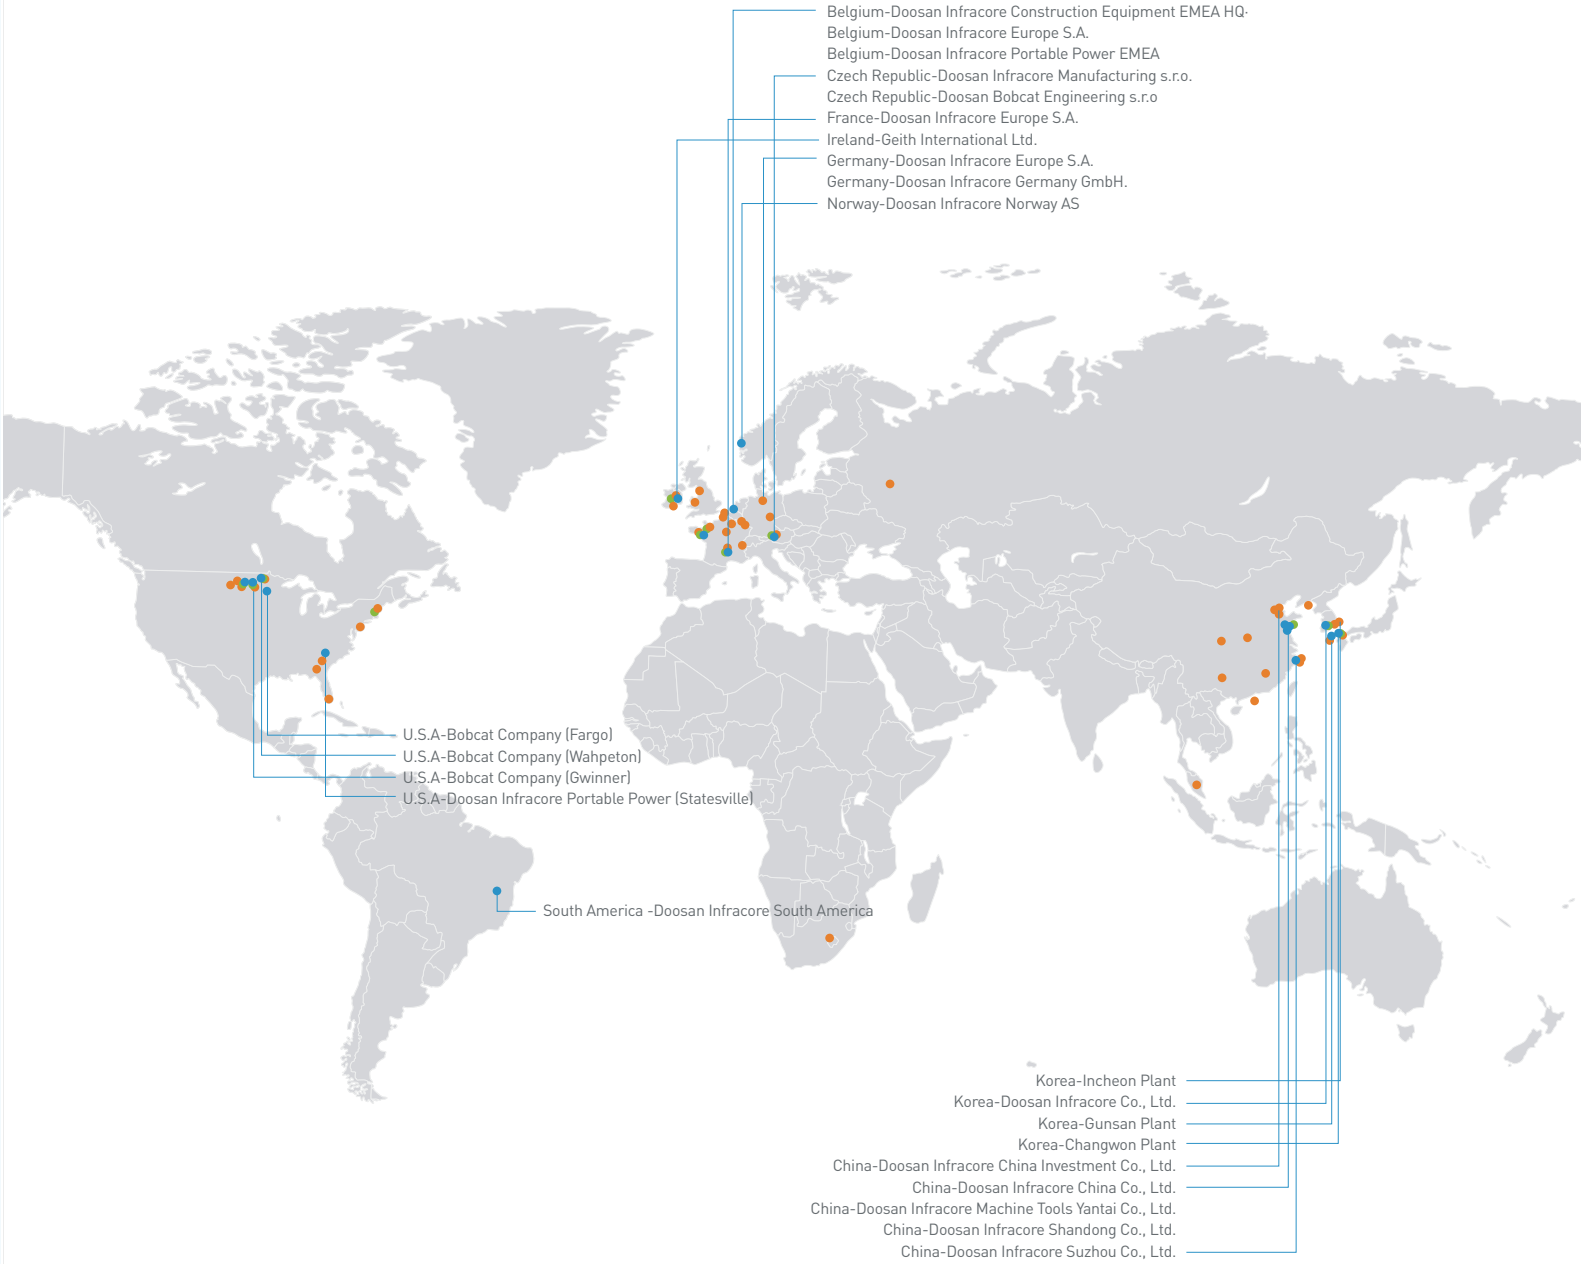 Belgium-Doosan Infracore Construction Equipment EMEA HQ·
Belgium-Doosan Infracore Europe S.A.
Belgium-Doosan Infracore Portable Power EMEA
Czech Republic-Doosan Infracore Manufacturing s.r.o.
Czech Republic-Doosan Bobcat Engineering s.r.o
France-Doosan Infracore Europe S.A.
Ireland-Geith International Ltd.
Germany-Doosan Infracore Europe S.A.
Germany-Doosan Infracore Germany GmbH.
Norway-Doosan Infracore Norway AS
U.S.A-Bobcat Company (Fargo)
U.S.A-Bobcat Company (Wahpeton)
U.S.A-Bobcat Company (Gwinner)
U.S.A-Doosan Infracore Portable Power (Statesville)
South America -Doosan Infracore South America
Korea-Incheon Plant
Korea-Doosan Infracore Co., Ltd.
Korea-Gunsan Plant
Korea-Changwon Plant
China-Doosan Infracore China Investment Co., Ltd.
China-Doosan Infracore China Co., Ltd.
China-Doosan Infracore Machine Tools Yantai Co., Ltd.
China-Doosan Infracore Shandong Co., Ltd.
China-Doosan Infracore Suzhou Co., Ltd.